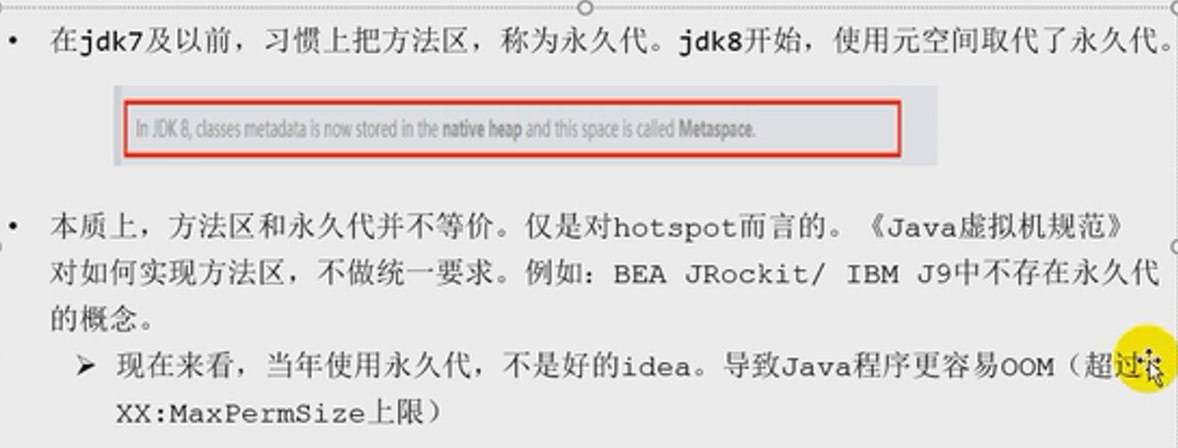 • 在jdk7及以前，习惯上把方法区，称为永久代。jdk8开始，使用元空间取代了永久代。
In JDK 8, classes metadata is now stored in the native heap and this space is called Metaspace.
• 本质上，方法区和永久代并不等价。仅是对hotspot而言的。《Java虚拟机规范》
对如何实现方法区，不做统一要求。例如：BEA JRockit/ IBM J9中不存在永久代
的概念。
➢ 现在来看，当年使用永久代，不是好的idea。导致Java程序更容易OOM（超过
XX:MaxPermSize上限）